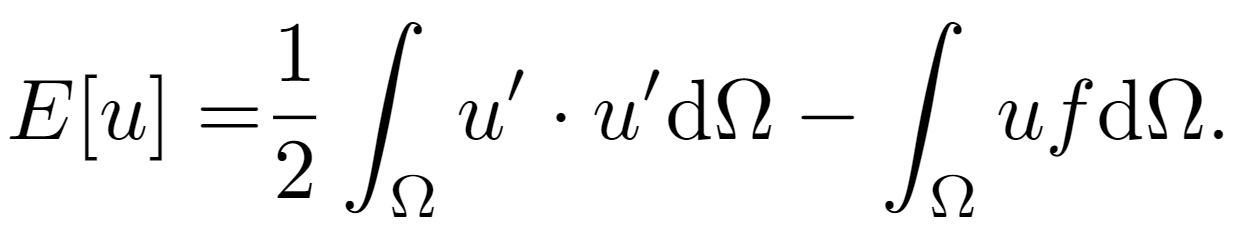 E[u] = \frac{1}{2} \int_{\Omega} u' \cdot u' \mathrm{d}\Omega - \int_{\Omega} u f \mathrm{d}\Omega.